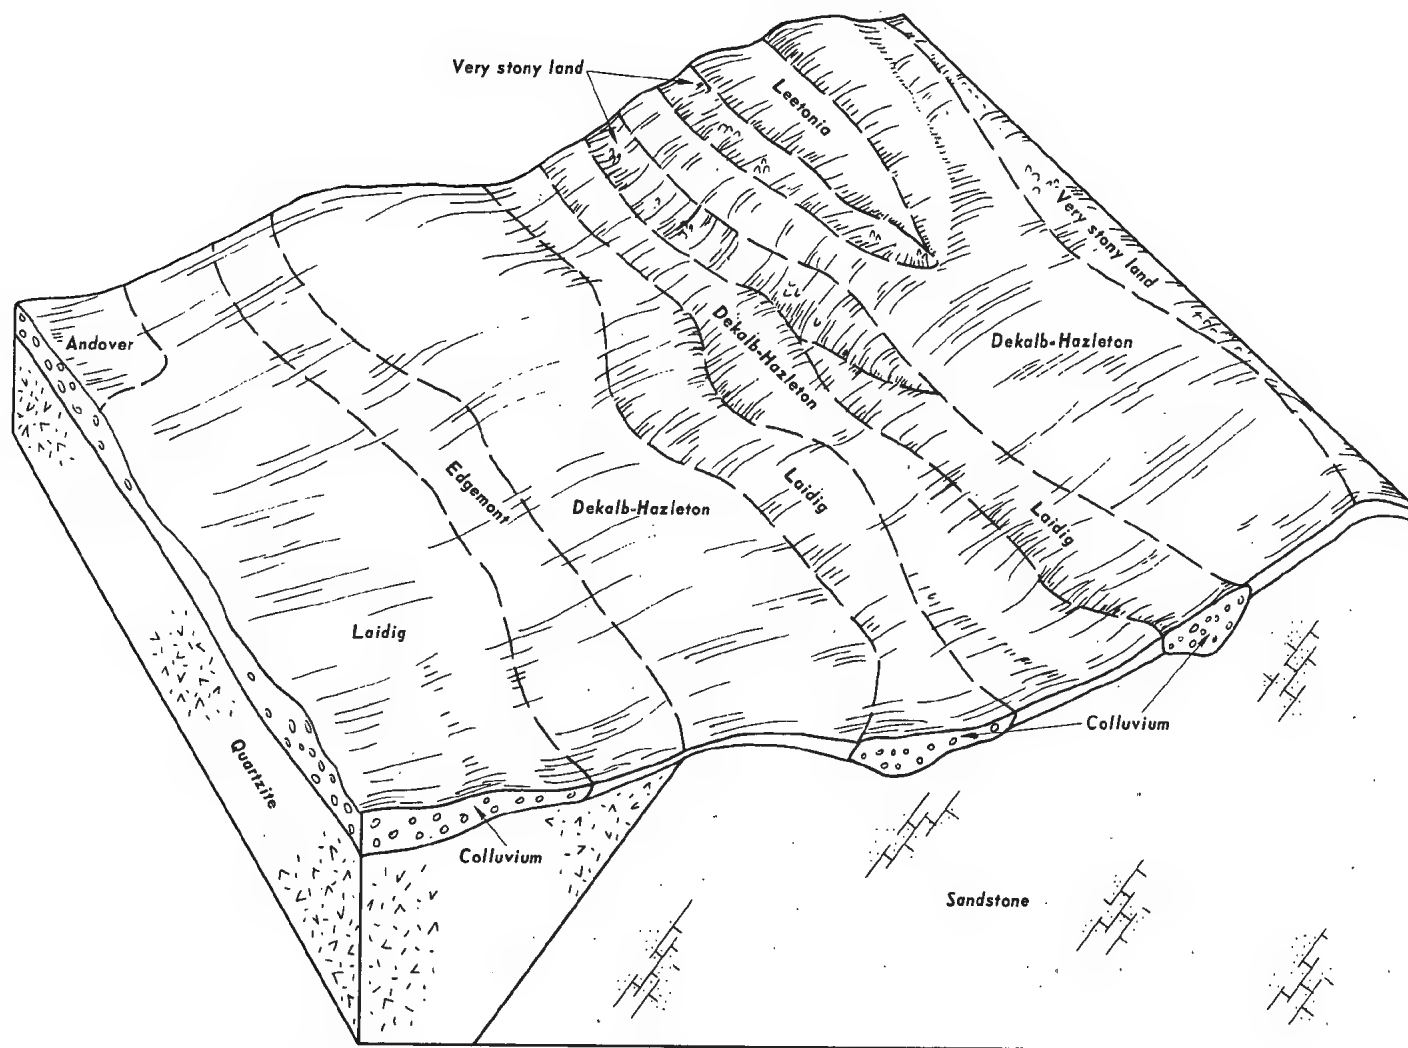 Very stony land
Leetonia
Very stony land
Andover
Dekalb-Hazleton
Dekalb-Hazleton
Edgemont
Dekalb-Hazleton
Laidig
Laidig
Laidig
Colluvium
Quartzite
Colluvium
Sandstone